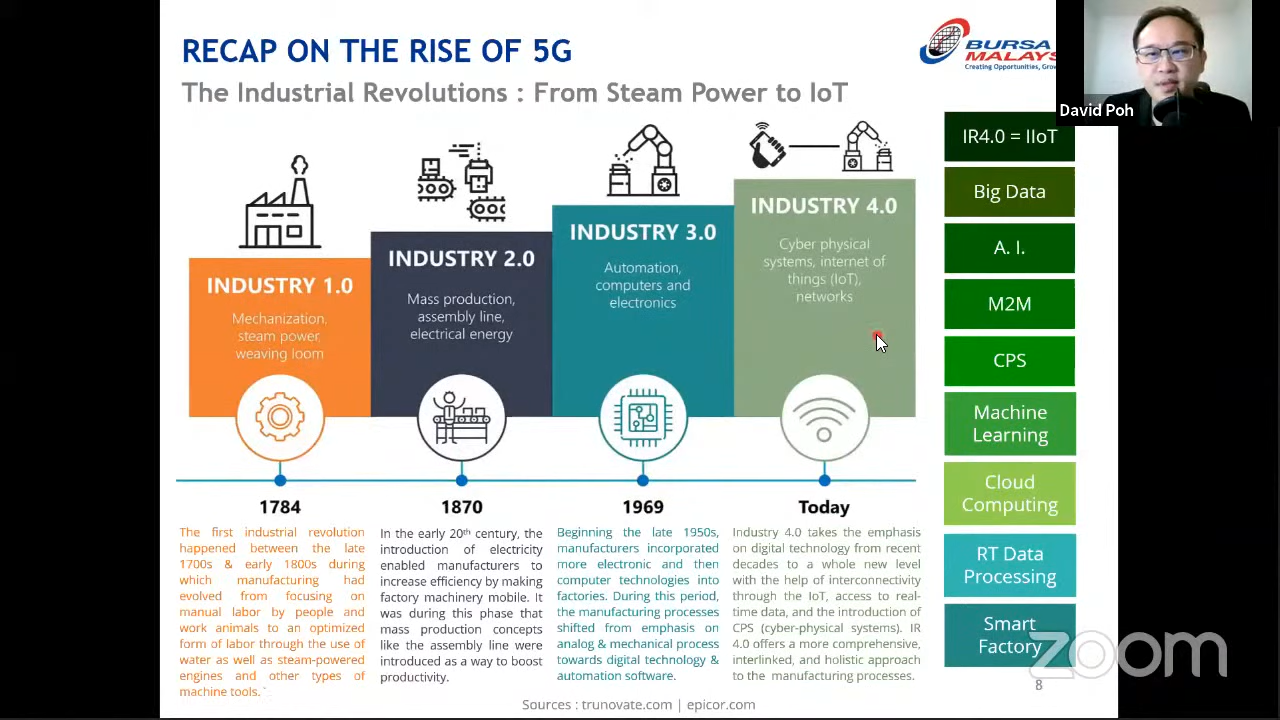 RECAP ON THE RISE OF 5G
The Industrial Revolutions : From Steam Power to IoT
BURSA
MALAYS
Creating Opportunities, Grow
David Poh
INDUSTRY 1.0
Mechanization,
steam power,
weaving loom
INDUSTRY 2.0
Mass production,
assembly line,
electrical energy
INDUSTRY 3.0
Automation,
computers and
electronics
INDUSTRY 4.0
Cyber physical
systems, internet of
things (IoT),
networks
1784
1870
1969
Today
The first industrial revolution
happened between the late
1700s & early 1800s during
which manufacturing had
evolved from focusing on
manual labor by people and
work animals to an optimized
form of labor through the use of
water as well as steam-powered
engines and other types of
machine tools.`
In the early 20th century, the
introduction of electricity
enabled manufacturers to
increase efficiency by making
factory machinery mobile. It
was during this phase that
mass production concepts
like the assembly line were
introduced as a way to boost
productivity.
Beginning the late 1950s,
manufacturers incorporated
more electronic and then
computer technologies into
factories. During this period,
the manufacturing processes
shifted from emphasis on
analog & mechanical process
towards digital technology &
automation software.
Industry 4.0 takes the emphasis
on digital technology from recent
decades to a whole new level
with the help of interconnectivity
through the IoT, access to real-
time data, and the introduction of
CPS (cyber-physical systems). IR
4.0 offers a more comprehensive,
interlinked, and holistic approach
to the manufacturing processes.
IR4.0 = IIoT
Big Data
A. I.
M2M
CPS
Machine
Learning
Cloud
Computing
RT Data
Processing
Smart
Factory
zoom
8
Sources : trunovate.com | epicor.com